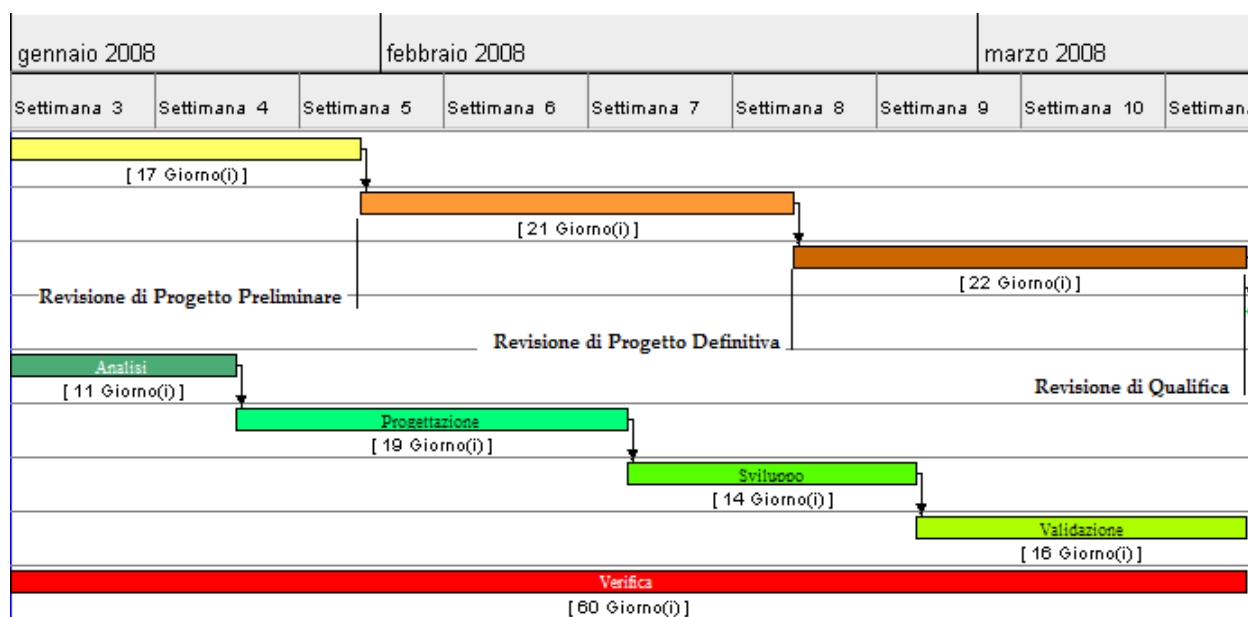 gennaio 2008 febbraio 2008 marzo 2008
Settimana 3 Settimana 4 Settimana 5 Settimana 6 Settimana 7 Settimana 8 Settimana 9 Settimana 10 Settiman
[ 17 Giorno(i) ]
[ 21 Giorno(i) ]
[ 22 Giorno(i) ]
Revisione di Progetto Preliminare
Revisione di Progetto Definitiva
Analisi
[ 11 Giorno(i) ]
Revisione di Qualifica
Progettazione
[ 19 Giorno(i) ]
Sviluppo
[ 14 Giorno(i) ]
Validazione
[ 16 Giorno(i) ]
Verifica
[ 60 Giorno(i) ]